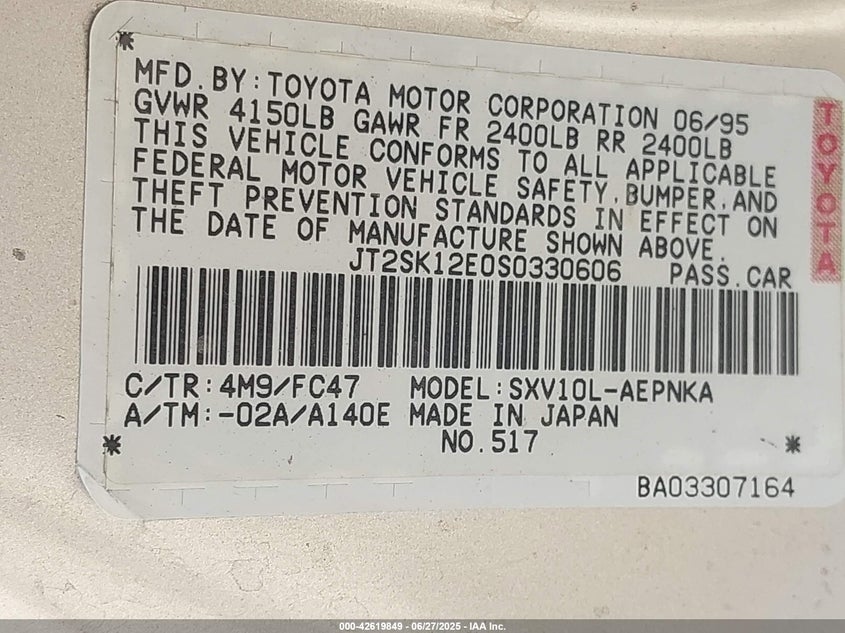 MFD.BY:TOYOTA MOTOR CORPORATION 06/95
GVWR 4150LB GAWR FR 2400LB RR 2400LB
THIS VEHICLE CONFORMS TO ALL APPLICABLE
FEDERAL MOTOR VEHICLE SAFETY,BUMPER,AND
THEFT PREVENTION STANDARDS IN EFFECT ON
THE DATE OF MANUFACTURE SHOWN ABOVE.
JT2SK12E0S0330606 PASS.CAR
TOYOTA
C/TR:4M9/FC47 MODEL:SXV10L-AEPNKA
A/TM:-02A/A140E MADE IN JAPAN
NO.517
BA03307164
000-42619849 - 06/27/2025 - IAA Inc.